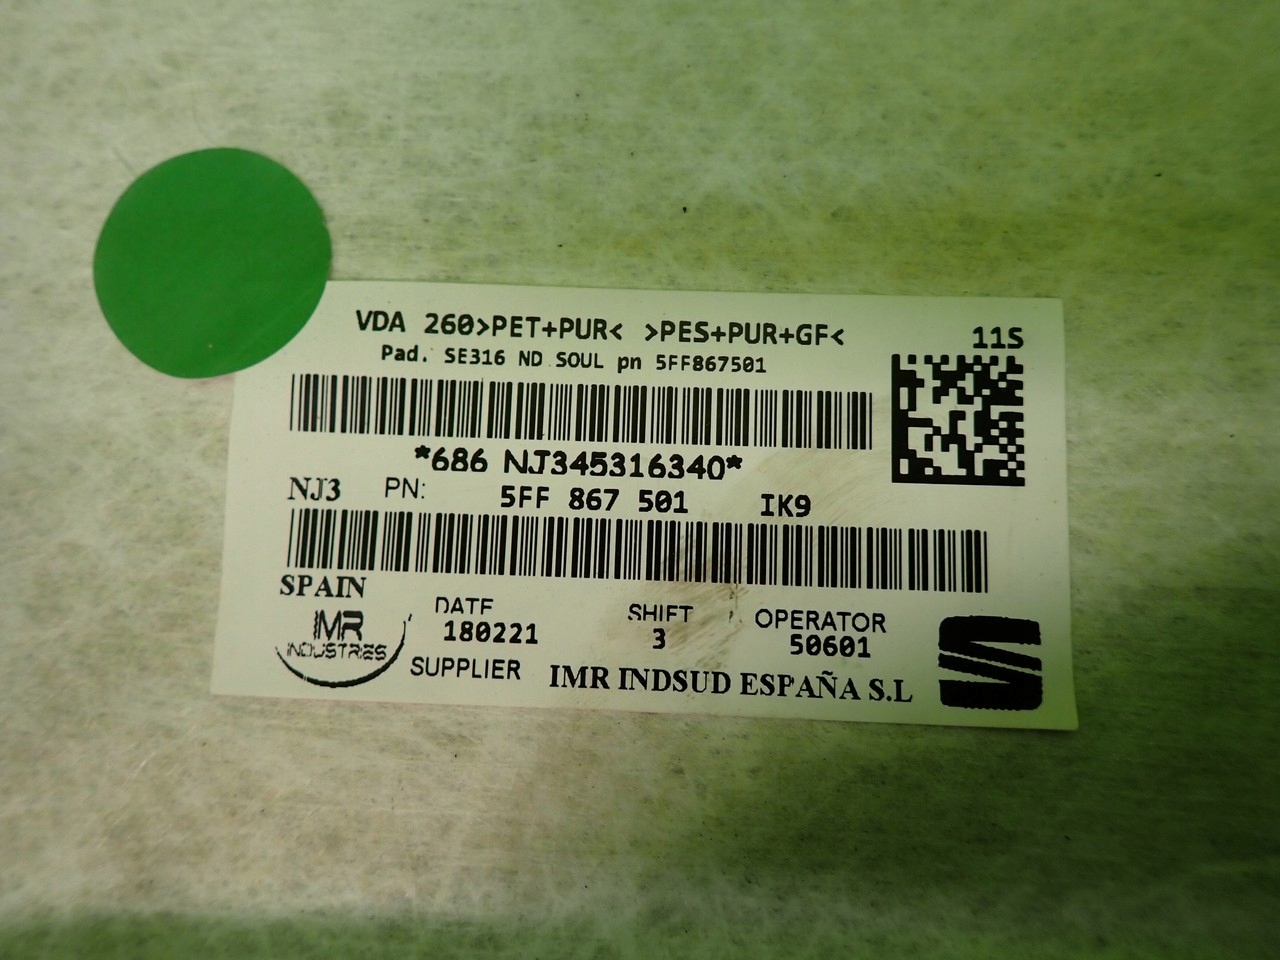 VDA 260>PET+PUR< >PES+PUR+GF<
11S
Pad. SE316 ND SOUL pn 5FF867501
*686 NJ345316340*
NJ3 PN: 5FF 867 501 IK9
SPAIN
IMR
INDUSTRIES
DATE SHIFT OPERATOR
180221 3 50601
SUPPLIER IMR INDSUD ESPAÑA S.L